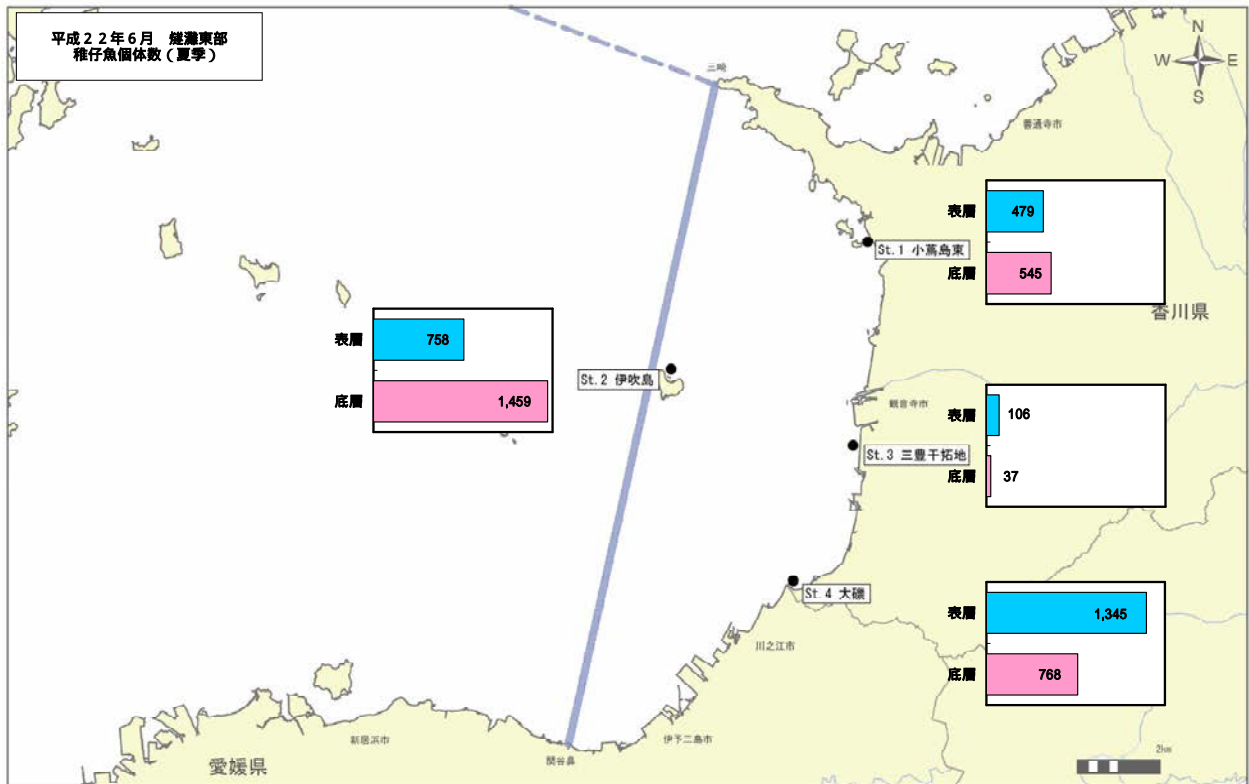 平成２２年６月　燧灘東部
稚仔魚個体数（夏季）
N
W E
S
三崎
善通寺市
表層 479
底層 545
St.1 小蔦島東
香川県
表層 758
底層 1,459
St.2 伊吹島
観音寺市
表層 106
底層 37
St.3 三豊干拓地
St.4 大磯
表層 1,345
底層 768
川之江市
伊予三島市
新居浜市
関谷鼻
愛媛県
2km